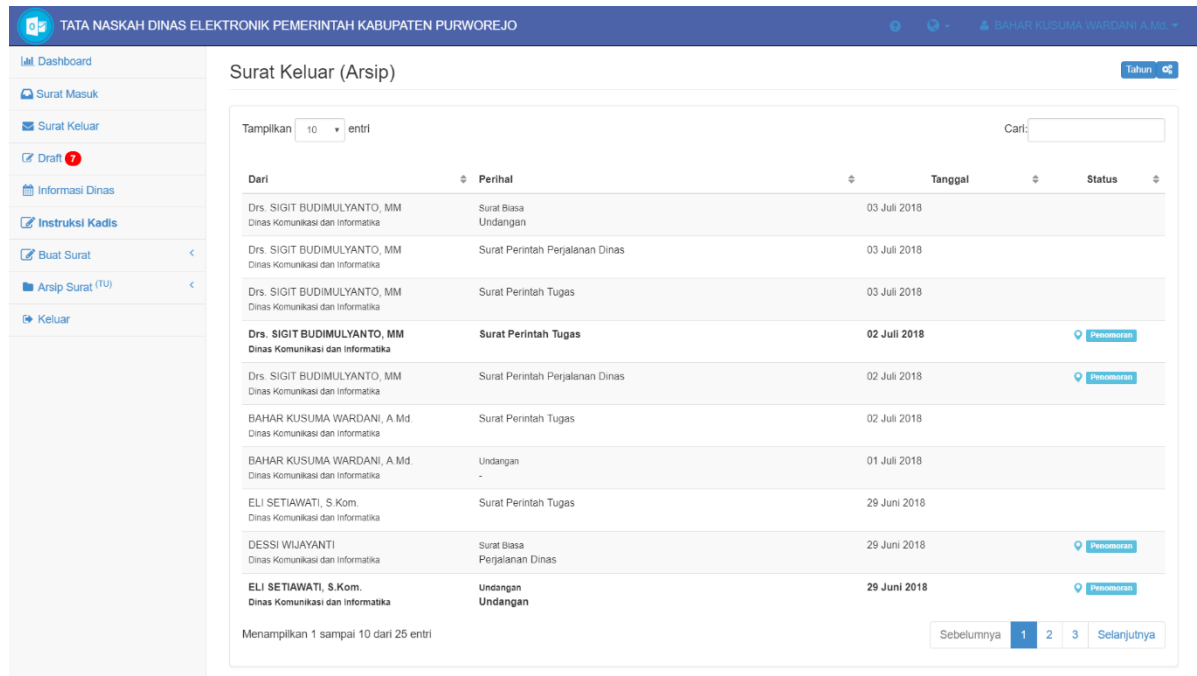 TATA NASKAH DINAS ELEKTRONIK PEMERINTAH KABUPATEN PURWOREJO
BAHAR KUSUMA WARDANI A.Md.
Dashboard
Surat Masuk
Surat Keluar
Draft 7
Informasi Dinas
Instruksi Kadis
Buat Surat
Arsip Surat (TU)
Keluar
Surat Keluar (Arsip)
Tahun
Tampilkan 10 entri
Cari:
Dari Perihal Tanggal Status
Drs. SIGIT BUDIMULYANTO, MM Surat Biasa 03 Juli 2018
Dinas Komunikasi dan Informatika Undangan
Drs. SIGIT BUDIMULYANTO, MM Surat Perintah Perjalanan Dinas 03 Juli 2018
Dinas Komunikasi dan Informatika
Drs. SIGIT BUDIMULYANTO, MM Surat Perintah Tugas 03 Juli 2018
Dinas Komunikasi dan Informatika
Drs. SIGIT BUDIMULYANTO, MM Surat Perintah Tugas 02 Juli 2018 Penomoran
Dinas Komunikasi dan Informatika
Drs. SIGIT BUDIMULYANTO, MM Surat Perintah Perjalanan Dinas 02 Juli 2018 Penomoran
Dinas Komunikasi dan Informatika
BAHAR KUSUMA WARDANI, A.Md. Surat Perintah Tugas 02 Juli 2018
Dinas Komunikasi dan Informatika
BAHAR KUSUMA WARDANI, A.Md. Undangan 01 Juli 2018
Dinas Komunikasi dan Informatika -
ELI SETIAWATI, S.Kom. Surat Perintah Tugas 29 Juni 2018
Dinas Komunikasi dan Informatika
DESSI WIJAYANTI Surat Biasa 29 Juni 2018 Penomoran
Dinas Komunikasi dan Informatika Perjalanan Dinas
ELI SETIAWATI, S.Kom. Undangan 29 Juni 2018 Penomoran
Dinas Komunikasi dan Informatika Undangan
Menampilkan 1 sampai 10 dari 25 entri
Sebelumnya 1 2 3 Selanjutnya